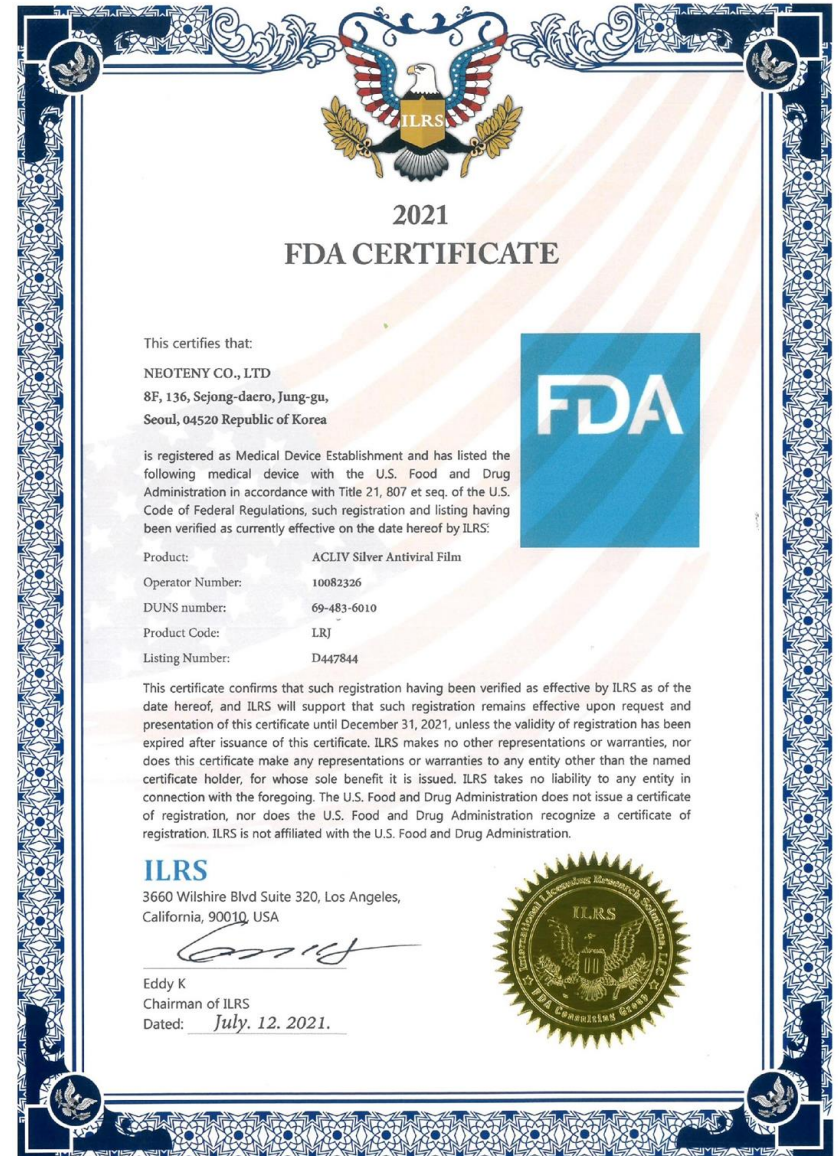 ILRS
2021
FDA CERTIFICATE
This certifies that:
NEOTENY CO., LTD
8F, 136, Sejong-daero, Jung-gu,
Seoul, 04520 Republic of Korea
FDA
is registered as Medical Device Establishment and has listed the
following medical device with the U.S. Food and Drug
Administration in accordance with Title 21, 807 et seq. of the U.S.
Code of Federal Regulations, such registration and listing having
been verified as currently effective on the date hereof by ILRS:
Product: ACLIV Silver Antiviral Film
Operator Number: 10082326
DUNS number: 69-483-6010
Product Code: LRJ
Listing Number: D447844
This certificate confirms that such registration having been verified as effective by ILRS as of the
date hereof, and ILRS will support that such registration remains effective upon request and
presentation of this certificate until December 31, 2021, unless the validity of registration has been
expired after issuance of this certificate. ILRS makes no other representations or warranties, nor
does this certificate make any representations or warranties to any entity other than the named
certificate holder, for whose sole benefit it is issued. ILRS takes no liability to any entity in
connection with the foregoing. The U.S. Food and Drug Administration does not issue a certificate
of registration, nor does the U.S. Food and Drug Administration recognize a certificate of
registration. ILRS is not affiliated with the U.S. Food and Drug Administration.
ILRS
3660 Wilshire Blvd Suite 320, Los Angeles,
California, 90010, USA
Eddy K
Chairman of ILRS
Dated: July. 12. 2021.
International Licensing Research Solutions, LLC
ILRS
FDA Consulting Group